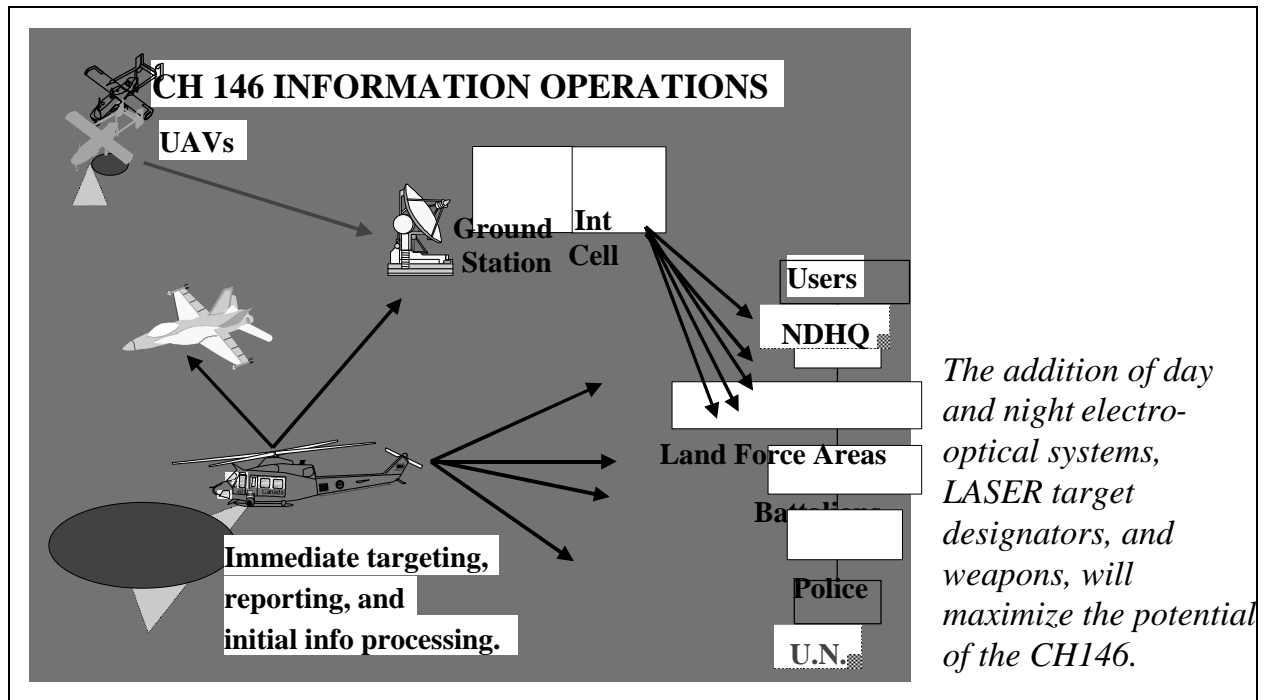 CH 146 INFORMATION OPERATIONS
UAVs
Ground
Station
Int
Cell
Users
NDHQ
Land Force Areas
Battalions
Police
U.N.
Immediate targeting,
reporting, and
initial info processing.
Canada
The addition of day
and night electro-
optical systems,
LASER target
designators, and
weapons, will
maximize the potential
of the CH146.